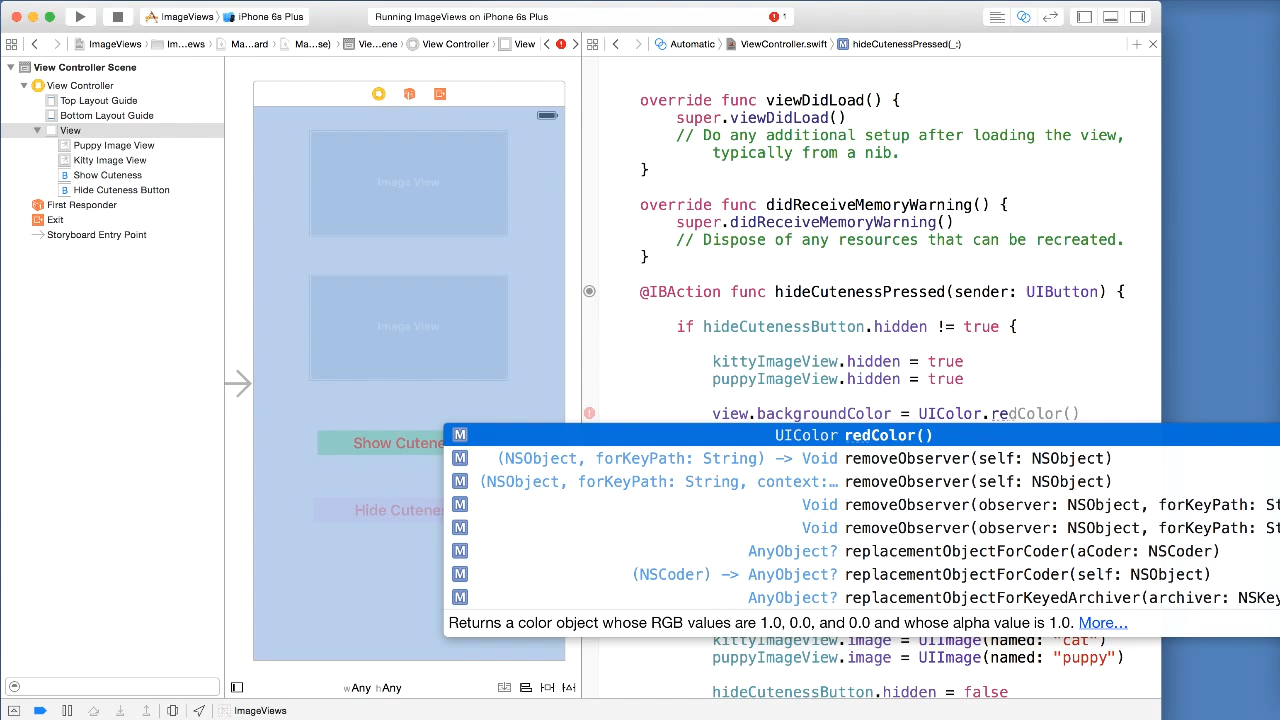 ImageViews
iPhone 6s Plus
Running ImageViews on iPhone 6s Plus
1
ImageViews
Im...ews
Ma...ard
Ma...se)
Vie...ene
View Controller
View
Automatic
ViewController.swift
hideCutenessPressed(_:)
View Controller Scene
View Controller
Top Layout Guide
Bottom Layout Guide
View
Puppy Image View
Kitty Image View
B Show Cuteness
B Hide Cuteness Button
First Responder
Exit
Storyboard Entry Point
Image View
Image View
Show Cutene
Hide Cutenes
wAny hAny
override func viewDidLoad() {
super.viewDidLoad()
// Do any additional setup after loading the view,
typically from a nib.
}
override func didReceiveMemoryWarning() {
super.didReceiveMemoryWarning()
// Dispose of any resources that can be recreated.
}
@IBAction func hideCutenessPressed(sender: UIButton) {
if hideCutenessButton.hidden != true {
kittyImageView.hidden = true
puppyImageView.hidden = true
view.backgroundColor = UIColor.redColor()
M UIColor redColor()
M (NSObject, forKeyPath: String) -> Void removeObserver(self: NSObject)
M (NSObject, forKeyPath: String, context:... removeObserver(self: NSObject)
M Void removeObserver(observer: NSObject, forKeyPath: St
M Void removeObserver(observer: NSObject, forKeyPath: St
M AnyObject? replacementObjectForCoder(aCoder: NSCoder)
M (NSCoder) -> AnyObject? replacementObjectForCoder(self: NSObject)
M AnyObject? replacementObjectForKeyedArchiver(archiver: NSKey
Returns a color object whose RGB values are 1.0, 0.0, and 0.0 and whose alpha value is 1.0. More...
kittyImageView.image = UIImage(named: "cat")
puppyImageView.image = UIImage(named: "puppy")
hideCutenessButton.hidden = false
ImageViews